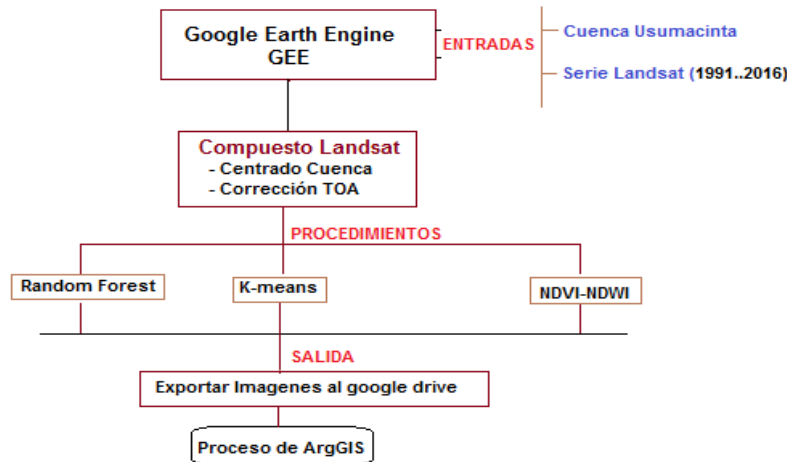 Google Earth Engine
GEE
ENTRADAS
Cuenca Usumacinta
Serie Landsat (1991..2016)
Compuesto Landsat
- Centrado Cuenca
- Corrección TOA
PROCEDIMIENTOS
Random Forest
K-means
NDVI-NDWI
SALIDA
Exportar Imagenes al google drive
Proceso de ArgGIS